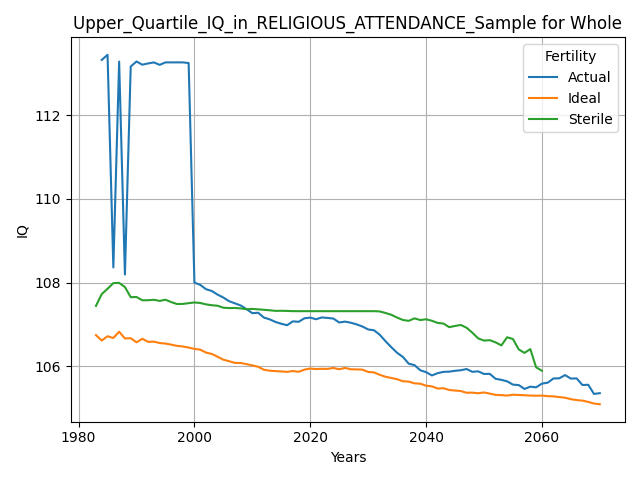 Upper_Quartile_IQ_in_RELIGIOUS_ATTENDANCE_Sample for Whole
Fertility
Actual
Ideal
Sterile
112
110
108
106
IQ
1980
2000
2020
2040
2060
Years